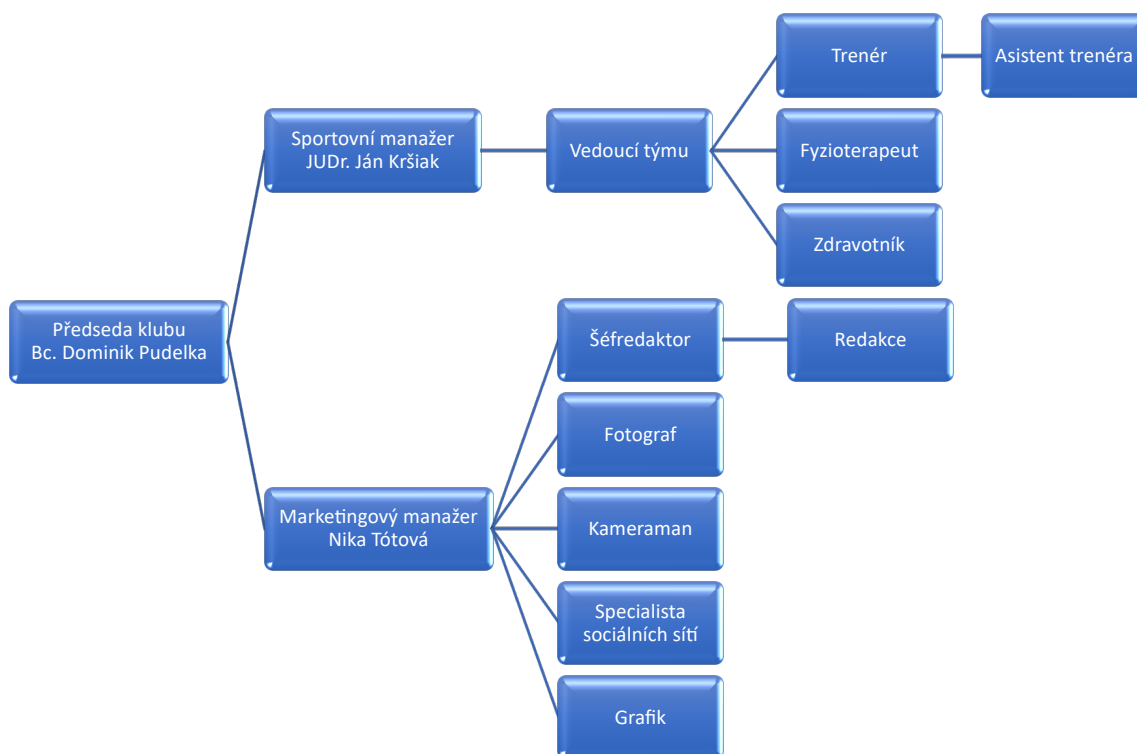 Trenér
Asistent trenéra
Sportovní manažer
JUDr. Ján Kršiak
Vedoucí týmu
Fyzioterapeut
Zdravotník
Předseda klubu
Bc. Dominik Pudelka
Šéfredaktor
Redakce
Fotograf
Marketingový manažer
Nika Tótová
Kameraman
Specialista
sociálních sítí
Grafik